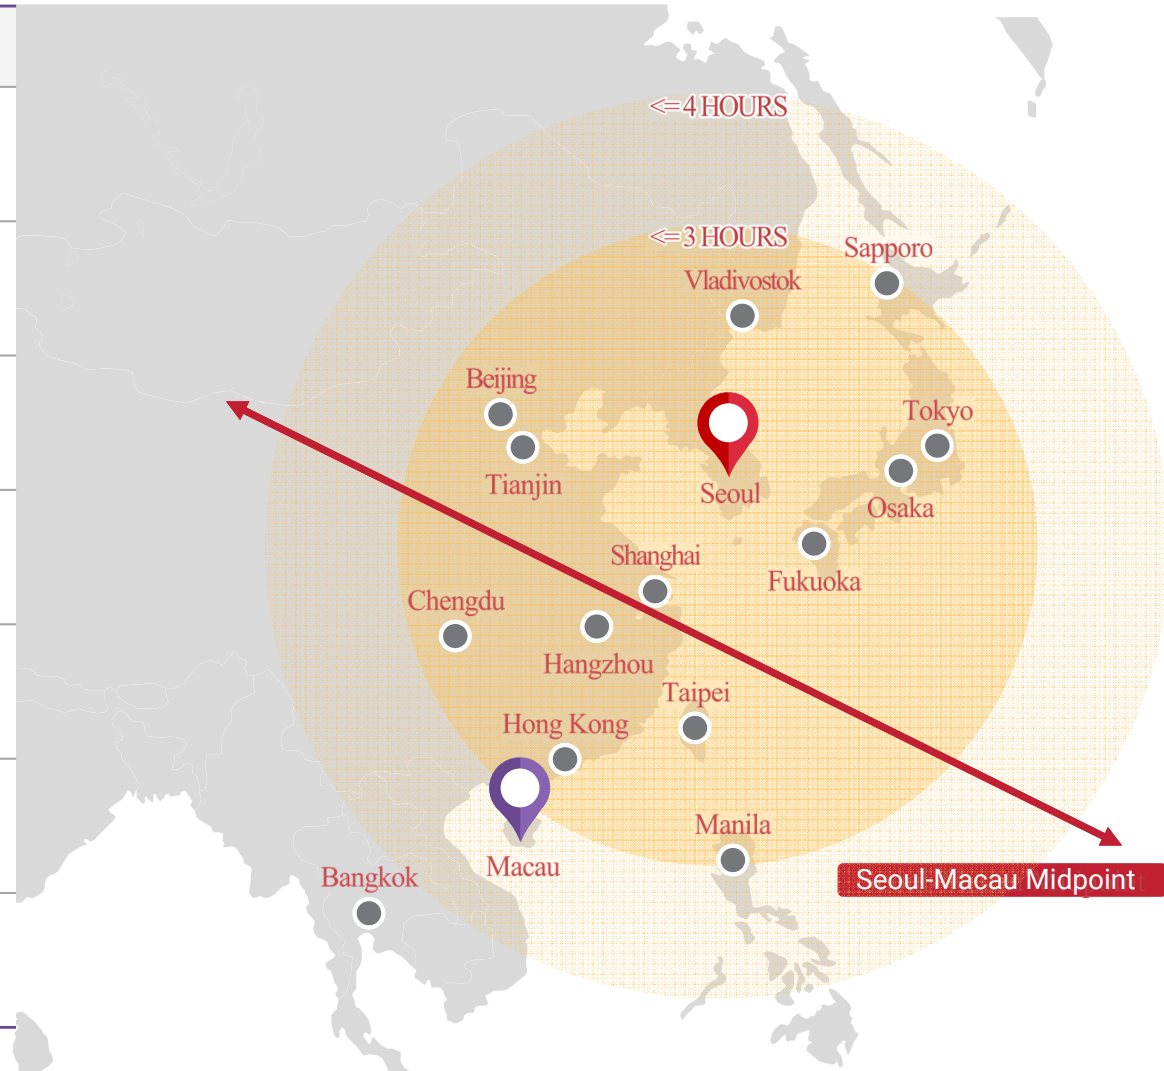 <= 4 HOURS
<= 3 HOURS
Sapporo
Vladivostok
Beijing
Tokyo
Tianjin
Seoul
Osaka
Shanghai
Fukuoka
Chengdu
Hangzhou
Taipei
Hong Kong
Manila
Macau
Bangkok
Seoul-Macau Midpoint